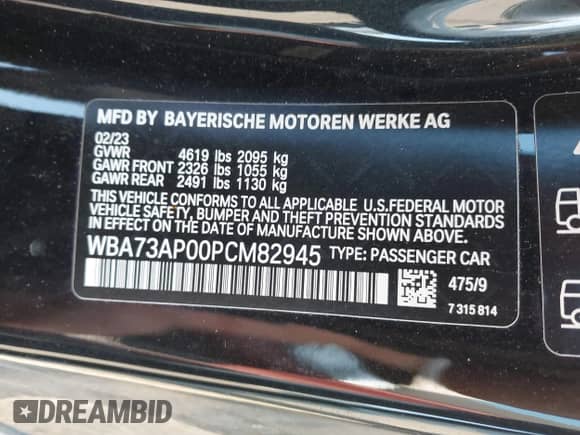 MFD BY BAYERISCHE MOTOREN WERKE AG
02/23
GVWR 4619 lbs 2095 kg
GAWR FRONT 2326 lbs 1055 kg
GAWR REAR 2491 lbs 1130 kg
THIS VEHICLE CONFORMS TO ALL APPLICABLE U.S.FEDERAL MOTOR
VEHICLE SAFETY, BUMPER AND THEFT PREVENTION STANDARDS
IN EFFECT ON THE DATE OF MANUFACTURE SHOWN ABOVE.
WBA73AP00PCM82945 TYPE: PASSENGER CAR
475/9
7 315 814
DREAMBID